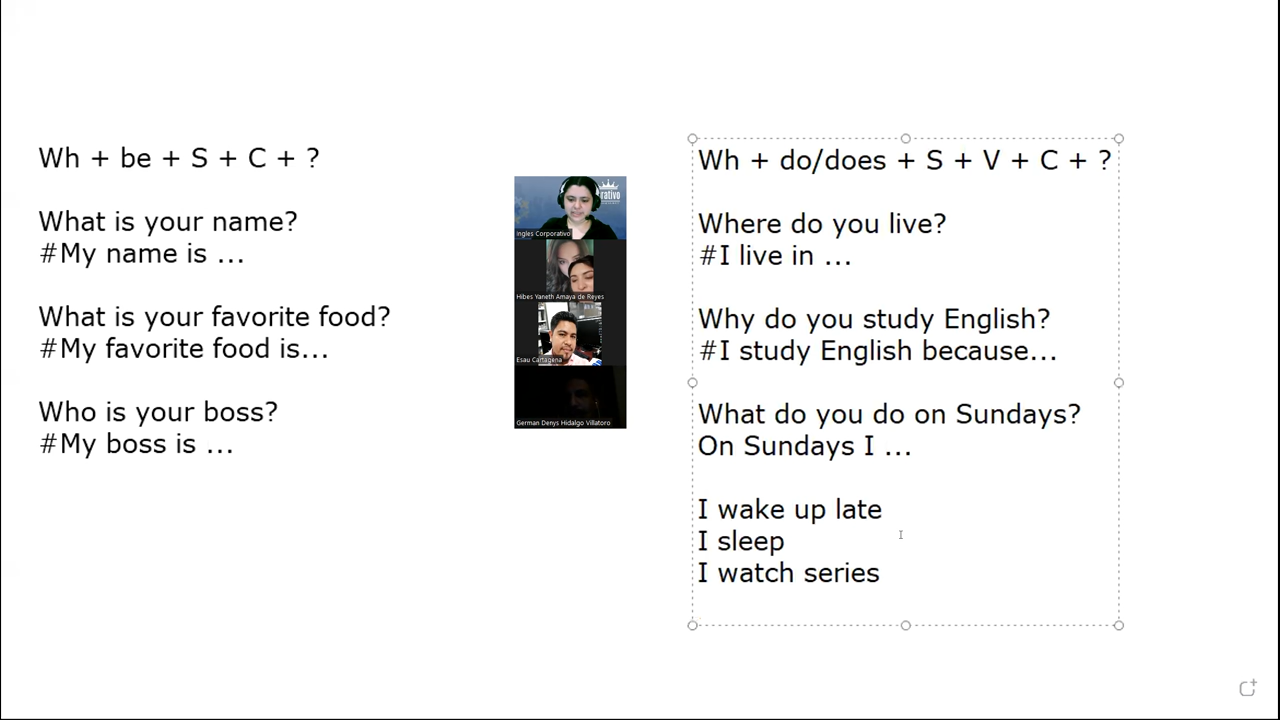 Wh + be + S + C + ?
What is your name?
#My name is ...
What is your favorite food?
#My favorite food is...
Who is your boss?
#My boss is ...
rativo
Ingles Corporativo
Hibes Yaneth Amaya de Reyes
Esau Cartagena
German Denys Hidalgo Villatoro
Wh + do/does + S + V + C + ?
Where do you live?
#I live in ...
Why do you study English?
#I study English because...
What do you do on Sundays?
On Sundays I ...
I wake up late
I sleep
I watch series